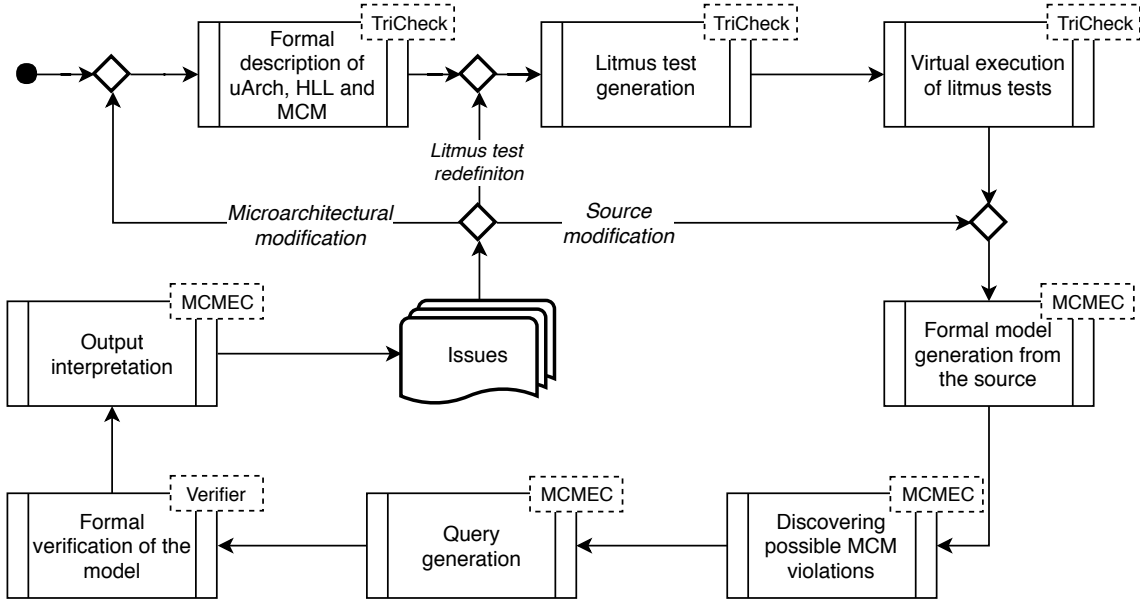 TriCheck
Formal
description of
uArch, HLL and
MCM
TriCheck
Litmus test
generation
TriCheck
Virtual execution
of litmus tests
Litmus test
redefiniton
Microarchitectural
modification
Source
modification
MCMEC
Output
interpretation
Issues
MCMEC
Formal model
generation from
the source
Verifier
Formal
verification of the
model
MCMEC
Query
generation
MCMEC
Discovering
possible MCM
violations